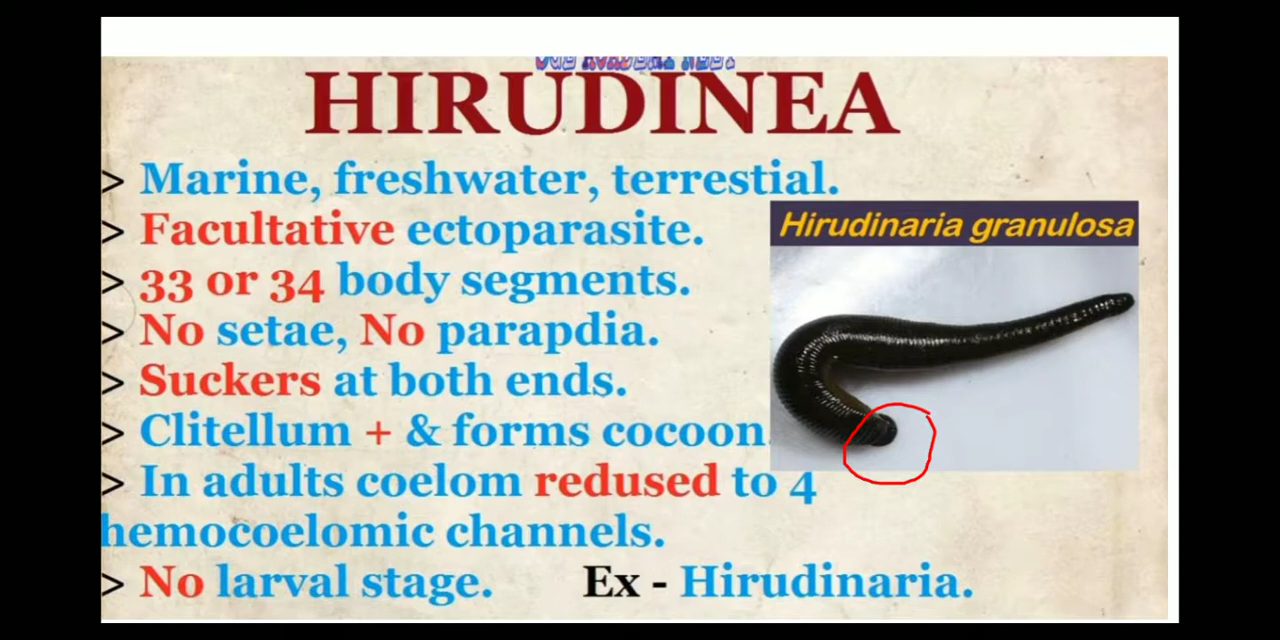 HIRUDINEA
> Marine, freshwater, terrestial.
> Facultative ectoparasite.
Hirudinaria granulosa
> 33 or 34 body segments.
> No setae, No parapdia.
> Suckers at both ends.
> Clitellum + & forms cocoon.
> In adults coelom redused to 4
hemocoelomic channels.
> No larval stage. Ex - Hirudinaria.